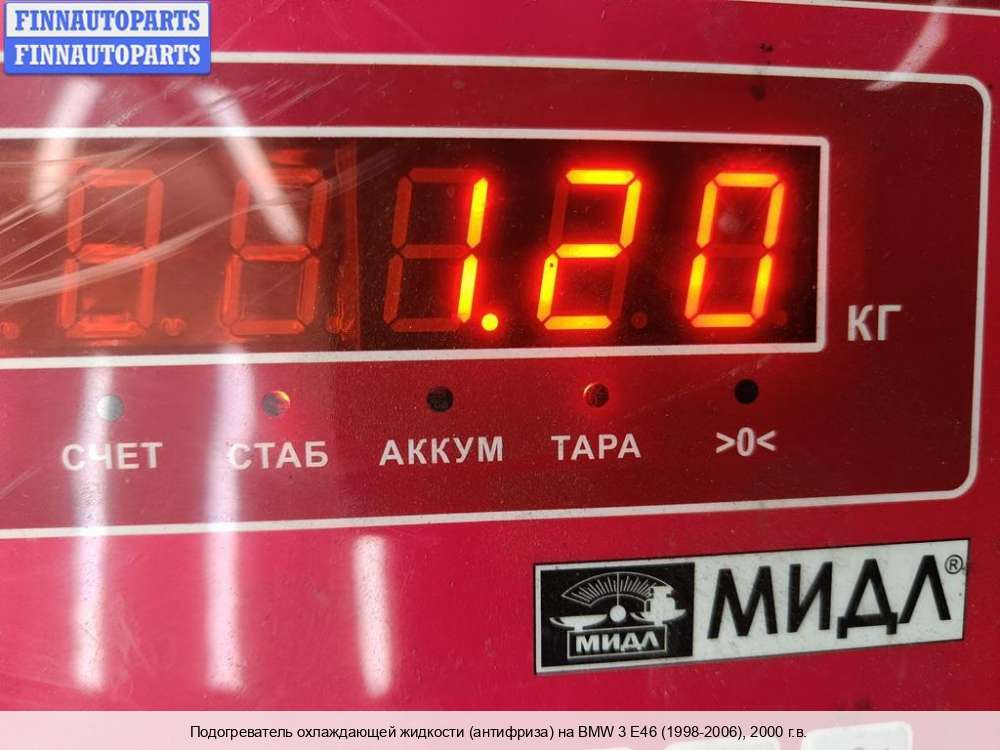 FINNAUTOPARTS
FINNAUTOPARTS
1.20
КГ
СЧЕТ СТАБ АККУМ ТАРА >0<
МИДЛ МИДЛ®
Подогреватель охлаждающей жидкости (антифриза) на BMW 3 E46 (1998-2006), 2000 г.в.